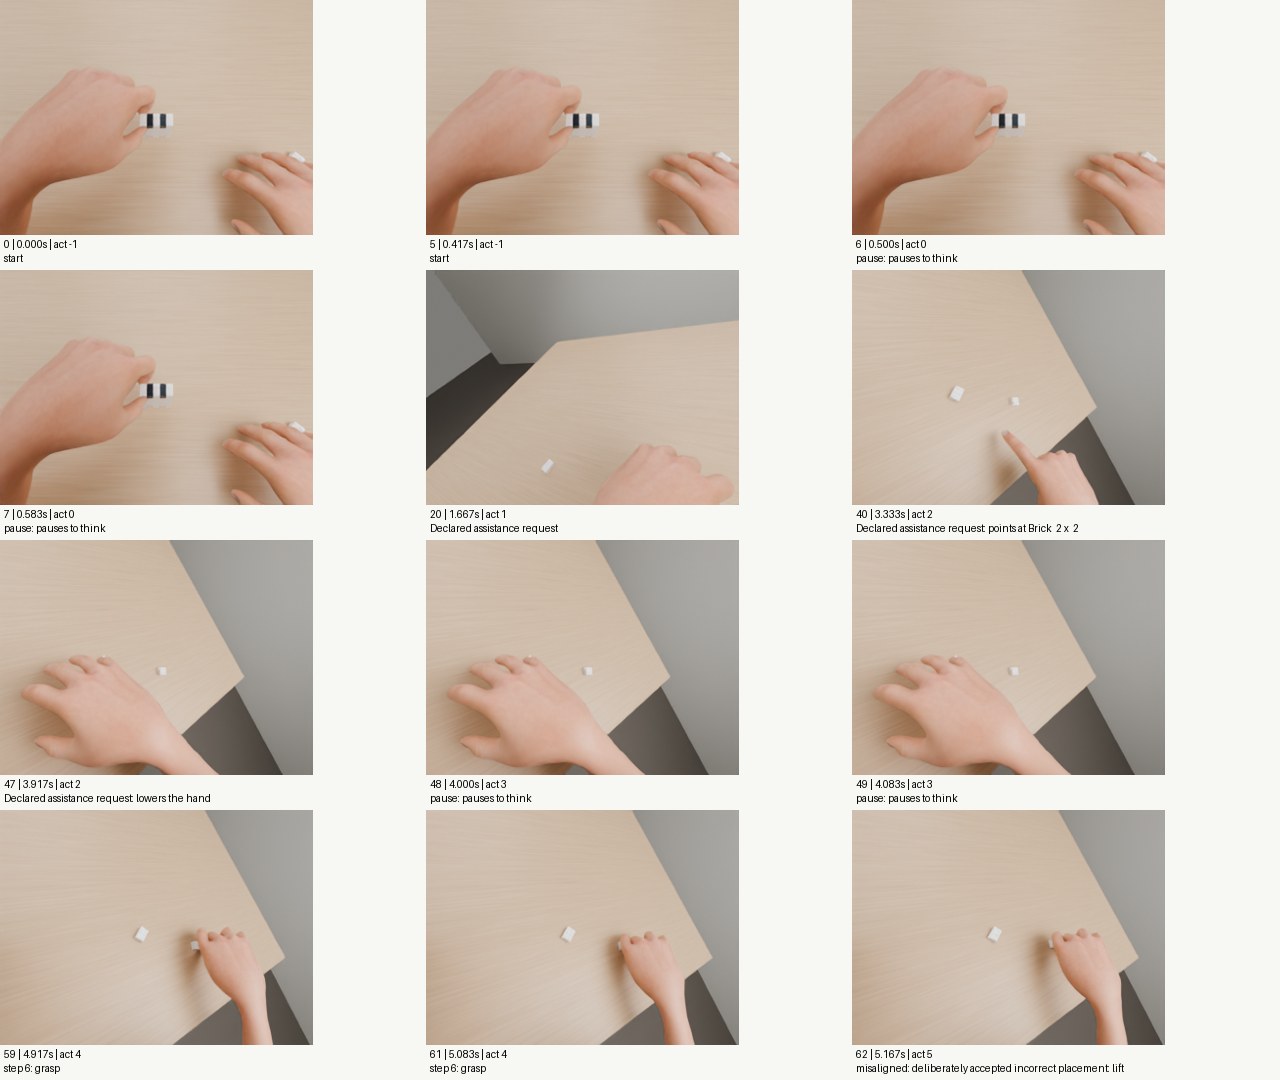 0 | 0.000s | act -1
start
5 | 0.417s | act -1
start
6 | 0.500s | act 0
pause: pauses to think
7 | 0.583s | act 0
pause: pauses to think
20 | 1.667s | act 1
Declared assistance request
40 | 3.333s | act 2
Declared assistance request: points at Brick 2 x 2
47 | 3.917s | act 2
Declared assistance request: lowers the hand
48 | 4.000s | act 3
pause: pauses to think
49 | 4.083s | act 3
pause: pauses to think
59 | 4.917s | act 4
step 6: grasp
61 | 5.083s | act 4
step 6: grasp
62 | 5.167s | act 5
misaligned: deliberately accepted incorrect placement: lift